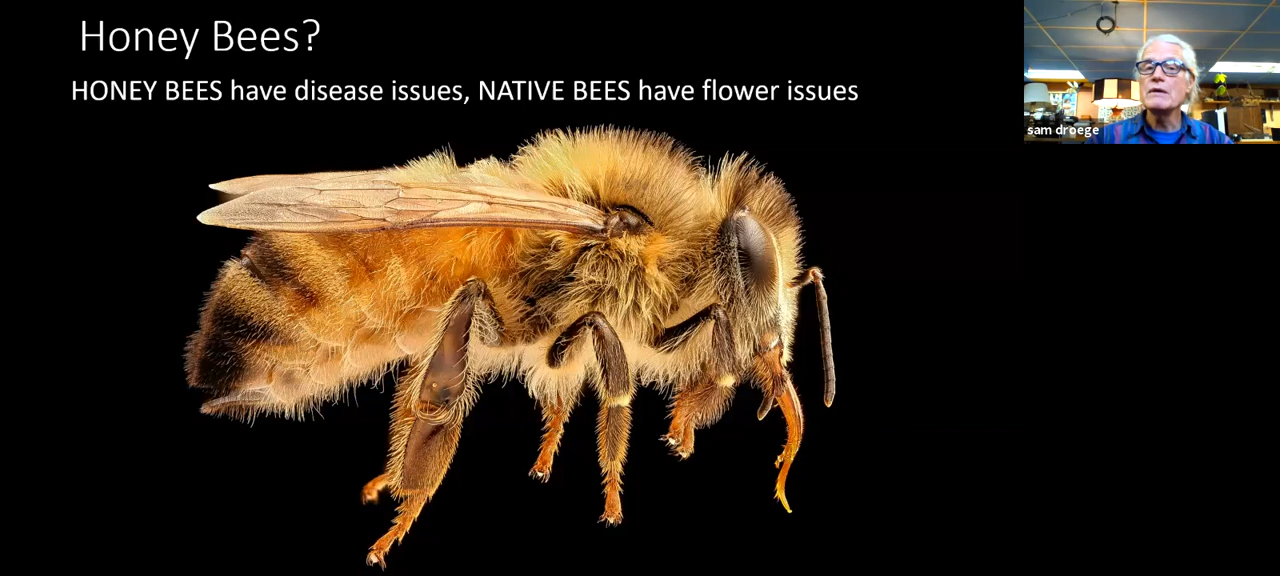 Honey Bees?
HONEY BEES have disease issues, NATIVE BEES have flower issues
sam droege